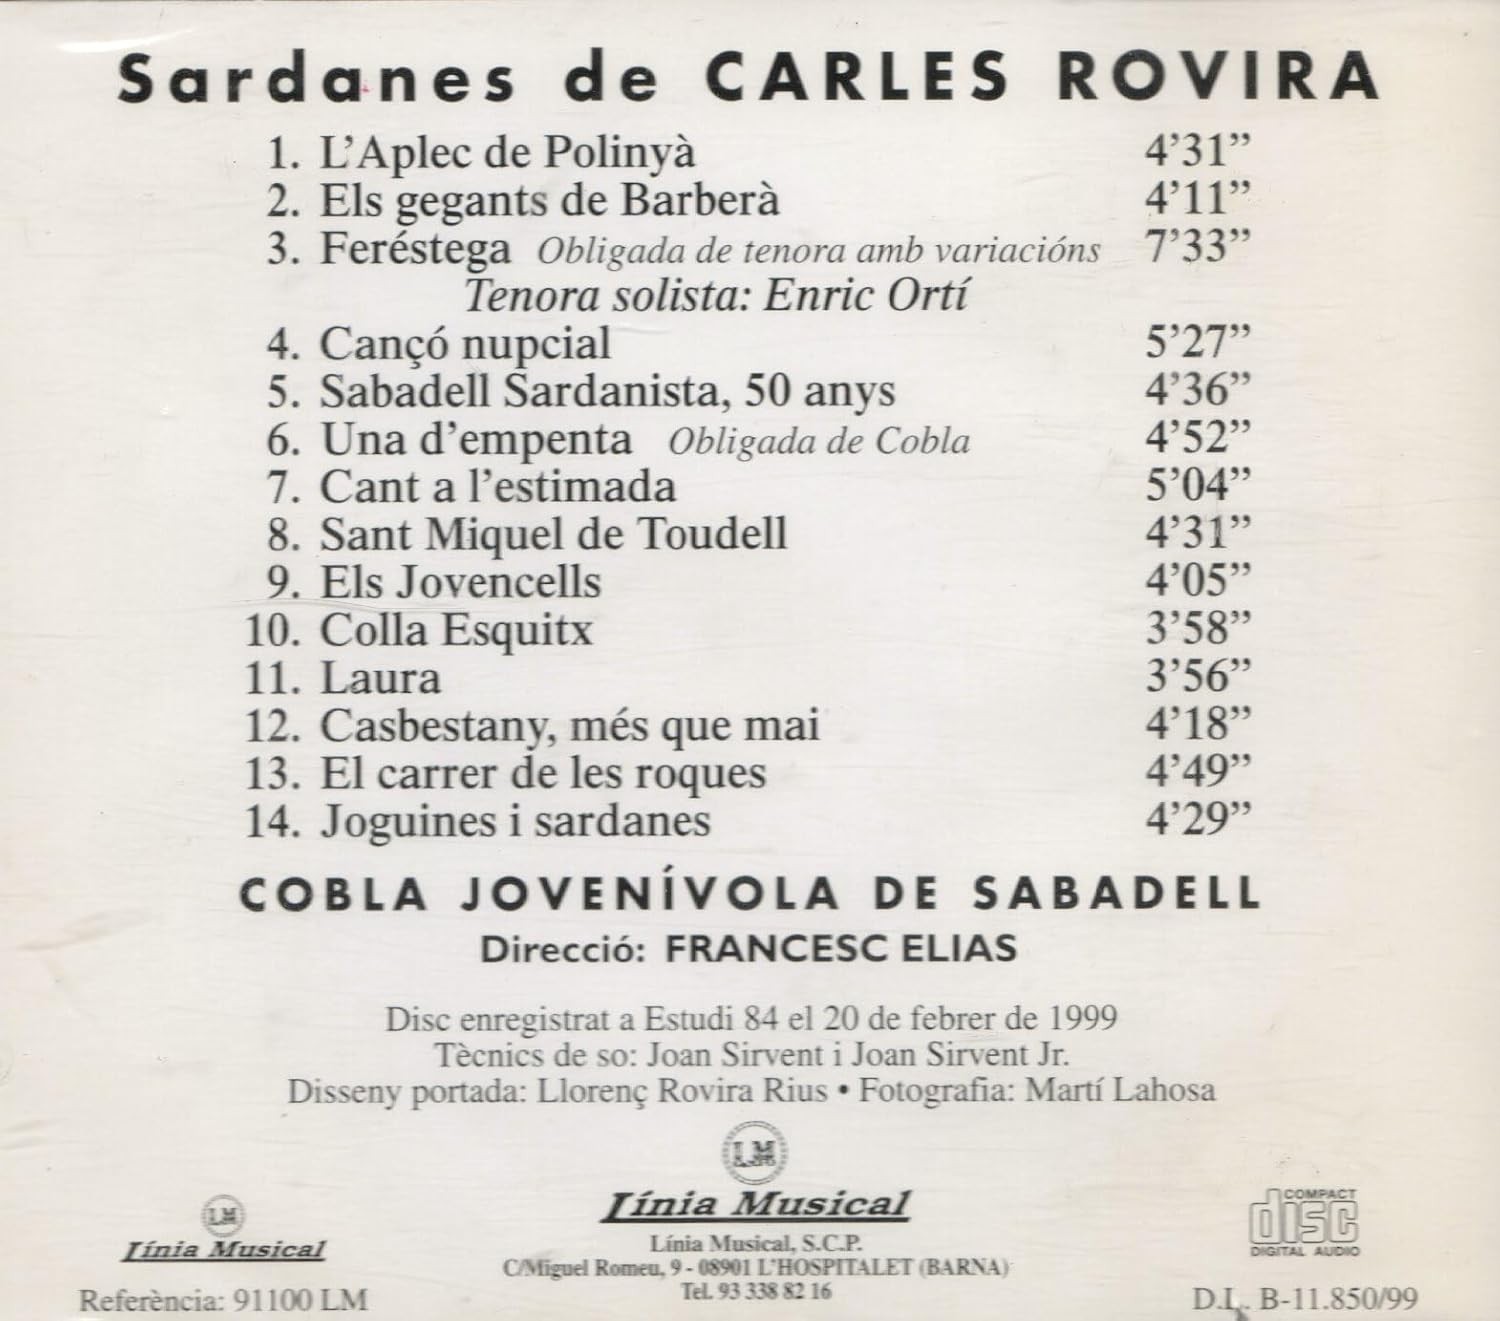 Sardanes de CARLES ROVIRA
1. L’Aplec de Polinyà 4’31”
2. Els gegants de Barberà 4’11”
3. Feréstega Obligada de tenora amb variacións 7’33”
Tenora solista: Enric Ortí
4. Cançó nupcial 5’27”
5. Sabadell Sardanista, 50 anys 4’36”
6. Una d’empenta Obligada de Cobla 4’52”
7. Cant a l’estimada 5’04”
8. Sant Miquel de Toudell 4’31”
9. Els Jovencells 4’05”
10. Colla Esquitx 3’58”
11. Laura 3’56”
12. Casbestany, més que mai 4’18”
13. El carrer de les roques 4’49”
14. Joguines i sardanes 4’29”
COBLA JOVENÍVOLA DE SABADELL
Direcció: FRANCESC ELIAS
Disc enregistrat a Estudi 84 el 20 de febrer de 1999
Tècnics de so: Joan Sirvent i Joan Sirvent Jr.
Disseny portada: Llorenç Rovira Rius • Fotografia: Martí Lahosa
LM
Línia Musical
Línia Musical, S.C.P.
C/Miguel Romeu, 9 - 08901 L’HOSPITALET (BARNA)
Tel. 93 338 82 16
LM
Línia Musical
Referència: 91100 LM
COMPACT
disc
DIGITAL AUDIO
D.L. B-11.850/99